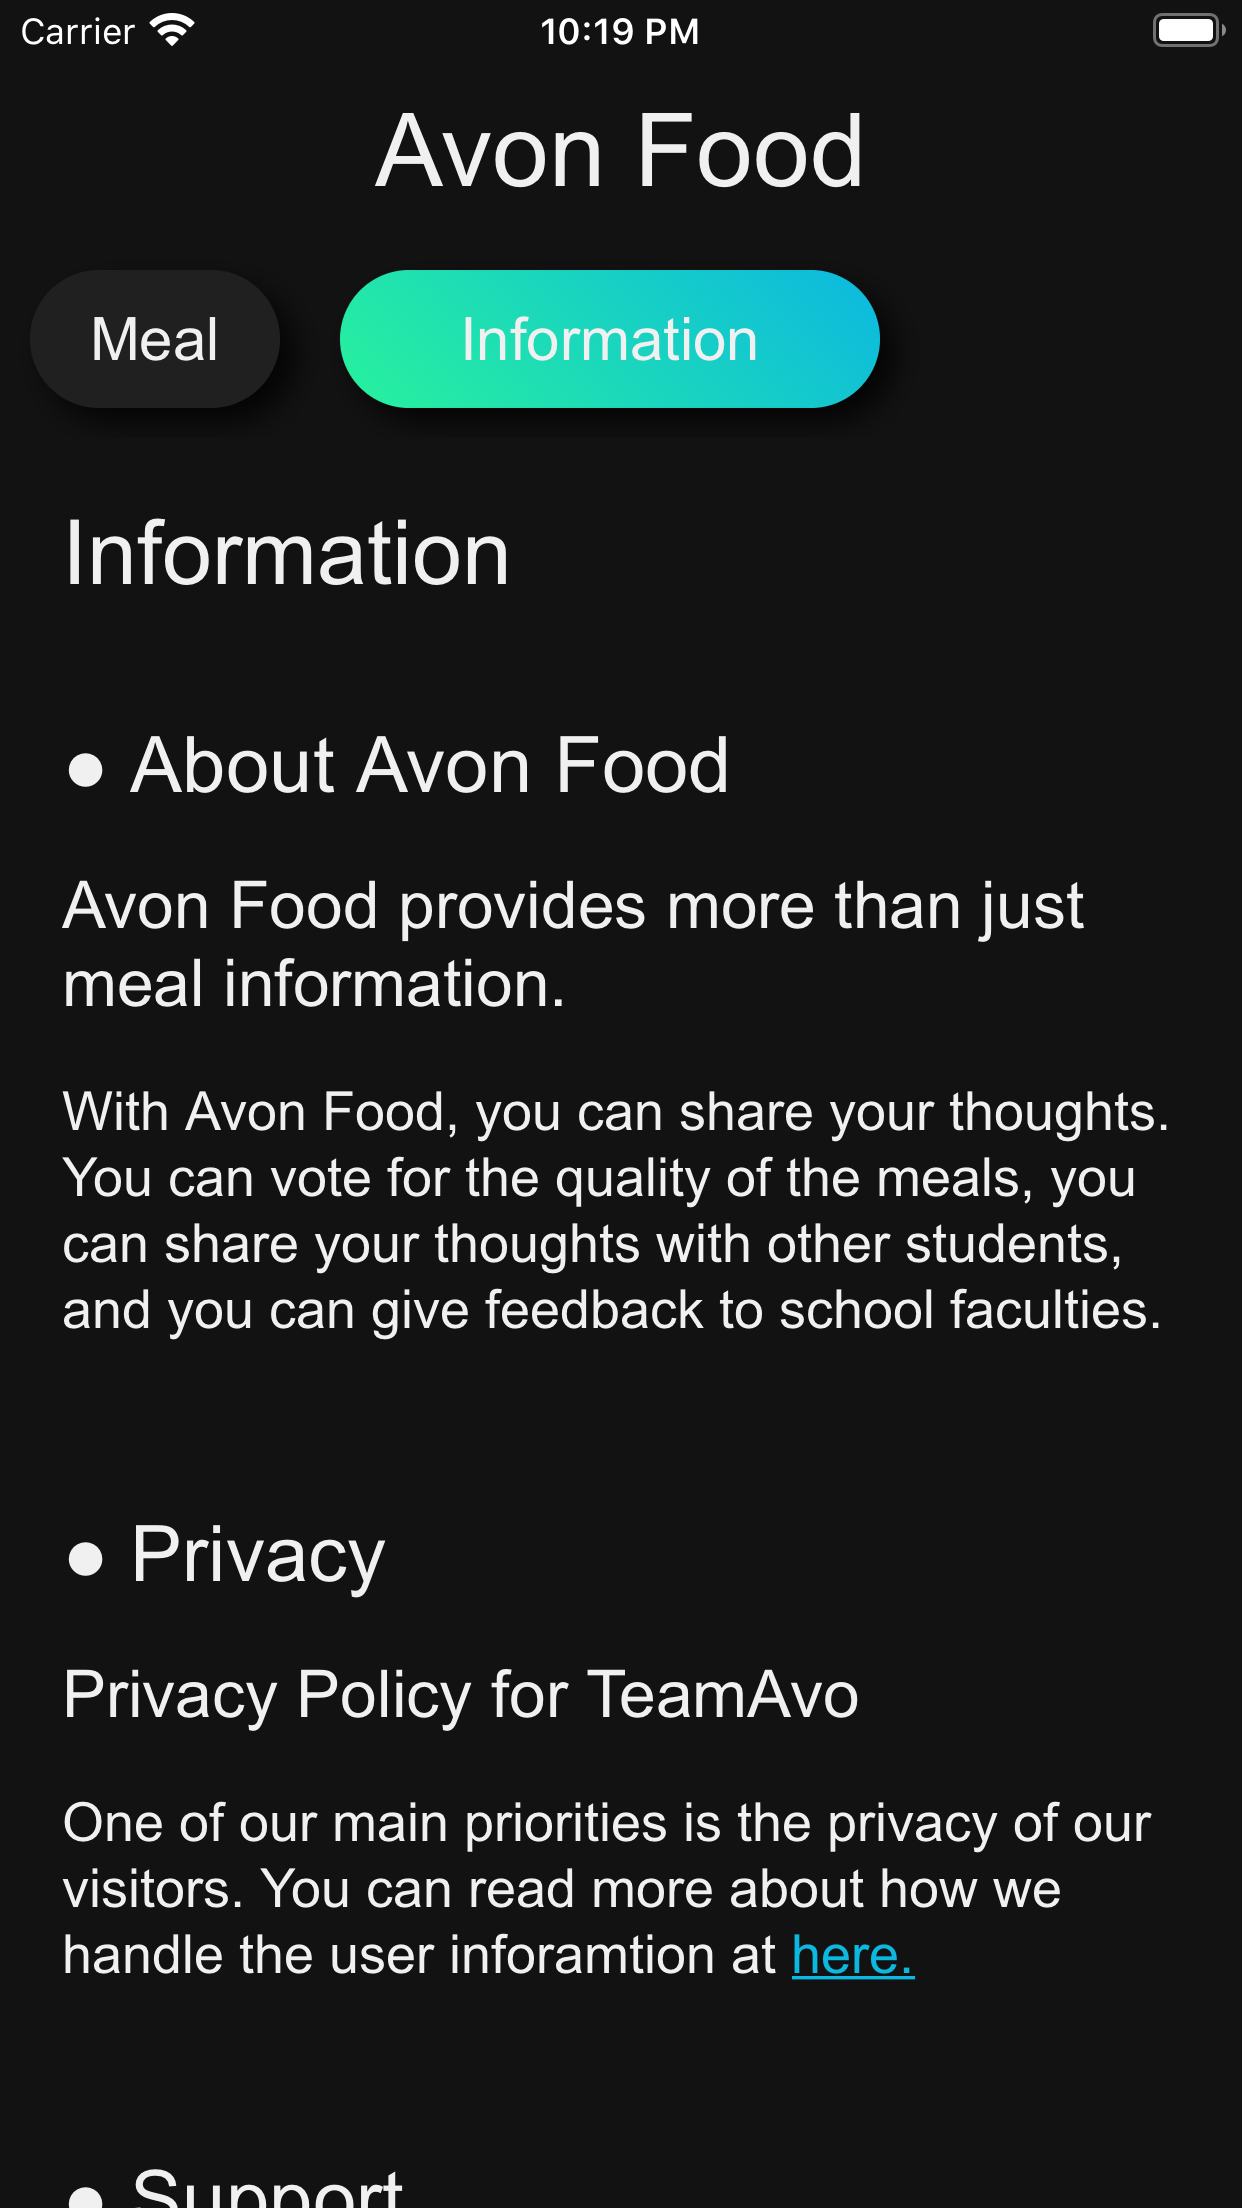 Carrier 10:19 PM
Avon Food
Meal Information
Information
● About Avon Food
Avon Food provides more than just
meal information.
With Avon Food, you can share your thoughts.
You can vote for the quality of the meals, you
can share your thoughts with other students,
and you can give feedback to school faculties.
● Privacy
Privacy Policy for TeamAvo
One of our main priorities is the privacy of our
visitors. You can read more about how we
handle the user inforamtion at here.
● Support